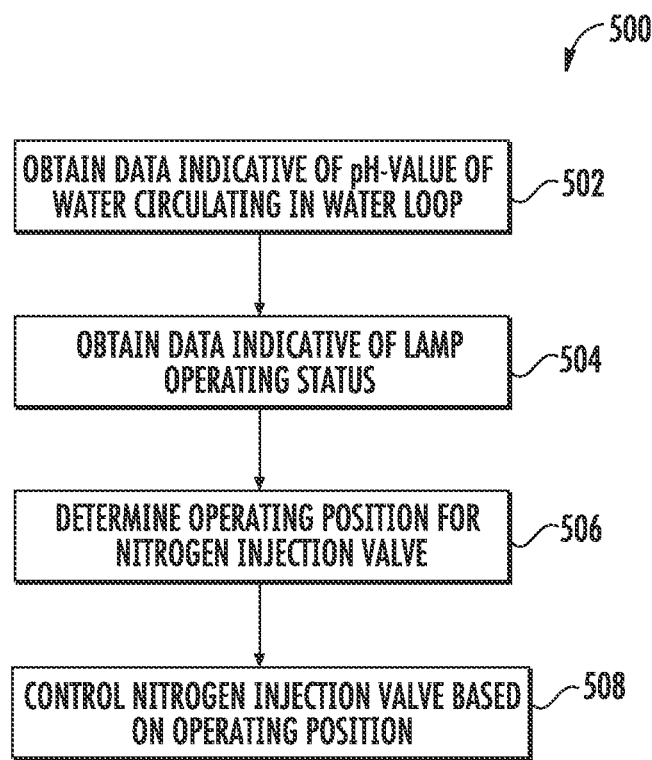 500
OBTAIN DATA INDICATIVE OF pH-VALUE OF
WATER CIRCULATING IN WATER LOOP
502
OBTAIN DATA INDICATIVE OF LAMP
OPERATING STATUS
504
DETERMINE OPERATING POSITION FOR
NITROGEN INJECTION VALVE
506
CONTROL NITROGEN INJECTION VALVE BASED
ON OPERATING POSITION
508